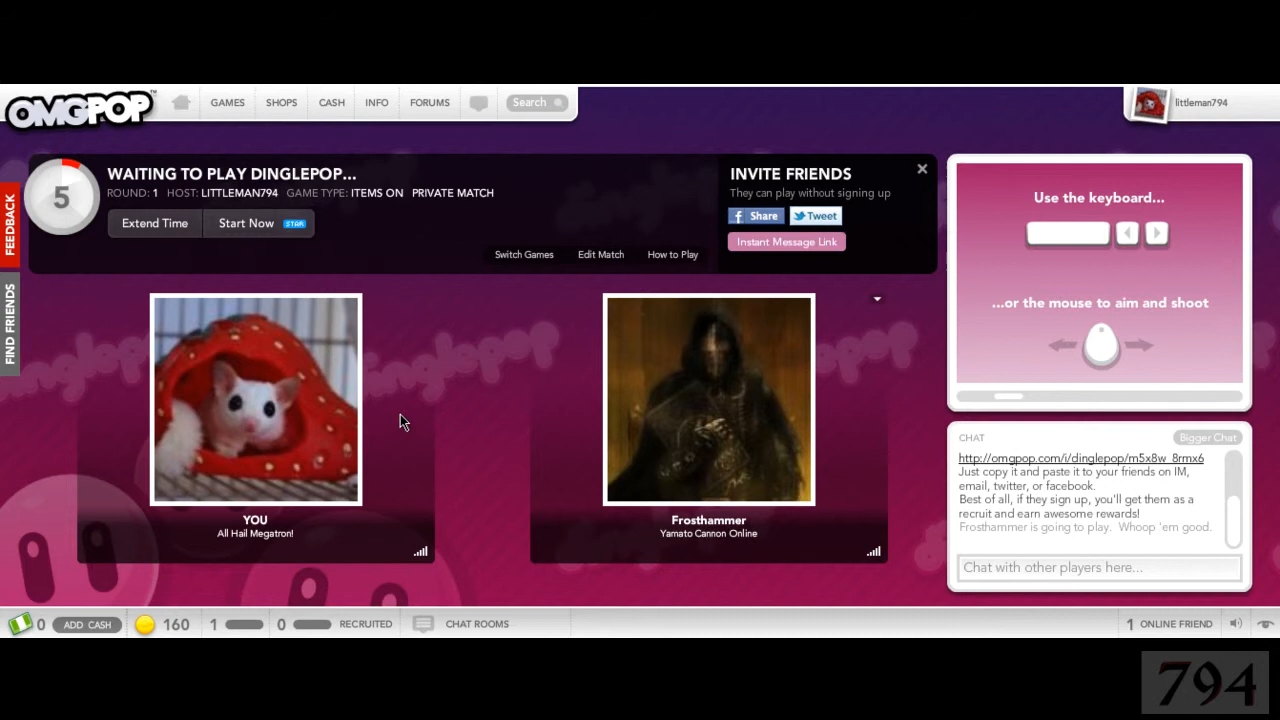 OMGPOP™
GAMES SHOPS CASH INFO FORUMS Search
littleman794
FEEDBACK
FIND FRIENDS
5
WAITING TO PLAY DINGLEPOP...
ROUND: 1 HOST: LITTLEMAN794 GAME TYPE: ITEMS ON PRIVATE MATCH
Extend Time Start Now STAR
Switch Games Edit Match How to Play
INVITE FRIENDS
They can play without signing up
f Share Tweet
Instant Message Link
Use the keyboard...
...or the mouse to aim and shoot
YOU
All Hail Megatron!
Frosthammer
Yamato Cannon Online
CHAT Bigger Chat
http://omgpop.com/i/dinglepop/m5x8w_8rmx6
Just copy it and paste it to your friends on IM,
email, twitter, or facebook.
Best of all, if they sign up, you'll get them as a
recruit and earn awesome rewards!
Frosthammer is going to play. Whoop 'em good.
Chat with other players here...
0 ADD CASH 160 1 0 RECRUITED CHAT ROOMS 1 ONLINE FRIEND
794